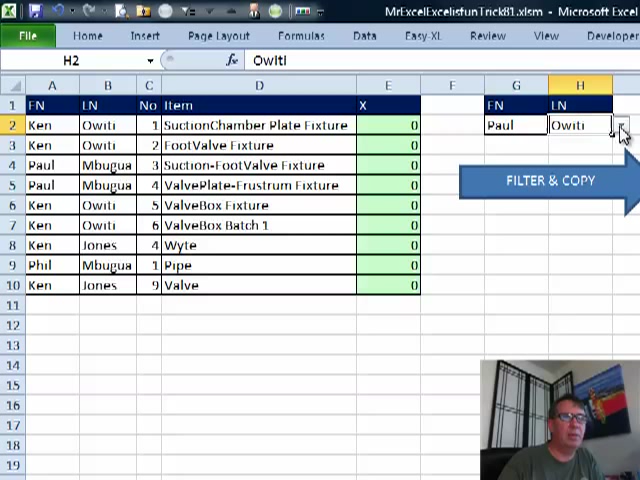 MrExcelExcelisfunTrick81.xlsm - Microsoft Excel
File Home Insert Page Layout Formulas Data Easy-XL Review View Developer
H2 fx Owiti
A B C D E F G H
1 FN LN No Item X FN LN
2 Ken Owiti 1 SuctionChamber Plate Fixture 0 Paul Owiti
3 Ken Owiti 2 FootValve Fixture 0
4 Paul Mbugua 3 Suction-FootValve Fixture 0
5 Paul Mbugua 4 ValvePlate-Frustrum Fixture 0
6 Ken Owiti 5 ValveBox Fixture 0
7 Ken Owiti 6 ValveBox Batch 1 0
8 Ken Jones 4 Wyte 0
9 Phil Mbugua 1 Pipe 0
10 Ken Jones 9 Valve 0
FILTER & COPY
11
12
13
14
15
16
17
18
19